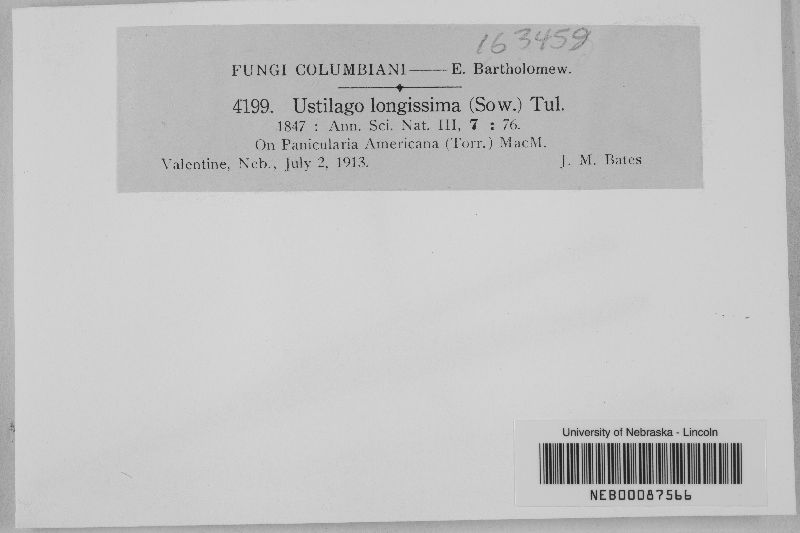 163459
FUNGI COLUMBIANI—— E. Bartholomew.
4199. Ustilago longissima (Sow.) Tul.
1847 : Ann. Sci. Nat. III, 7 : 76.
On Panicularia Americana (Torr.) MacM.
Valentine, Neb., July 2, 1913. J. M. Bates
University of Nebraska - Lincoln
NEB00087566